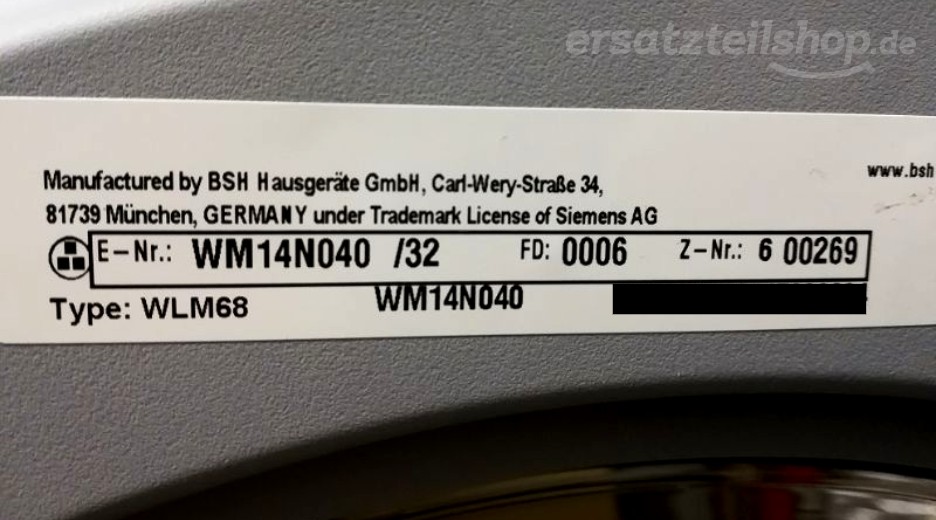 ersatzteilshop.de
www.bsh
Manufactured by BSH Hausgeräte GmbH, Carl-Wery-Straße 34,
81739 München, GERMANY under Trademark License of Siemens AG
E-Nr.: WM14N040 /32 FD: 0006 Z-Nr.: 6 00269
Type: WLM68 WM14N040